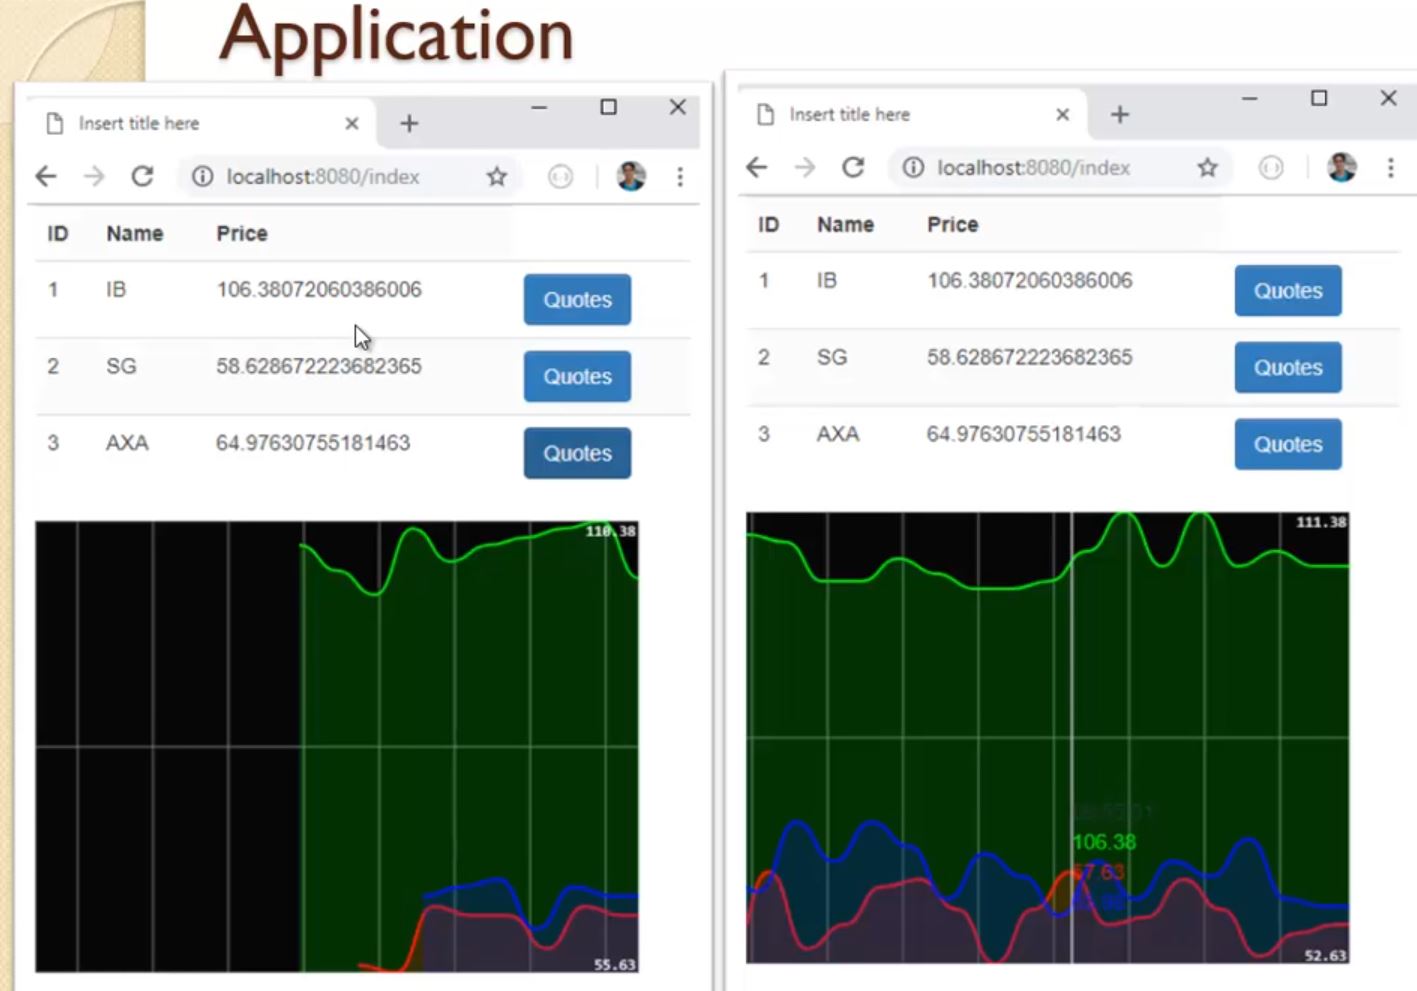 Application
Insert title here
localhost:8080/index
ID Name Price
1 IB 106.38072060386006 Quotes
2 SG 58.628672223682365 Quotes
3 AXA 64.97630755181463 Quotes
110.38
55.63
Insert title here
localhost:8080/index
ID Name Price
1 IB 106.38072060386006 Quotes
2 SG 58.628672223682365 Quotes
3 AXA 64.97630755181463 Quotes
111.38
106.38
57.63
52.63